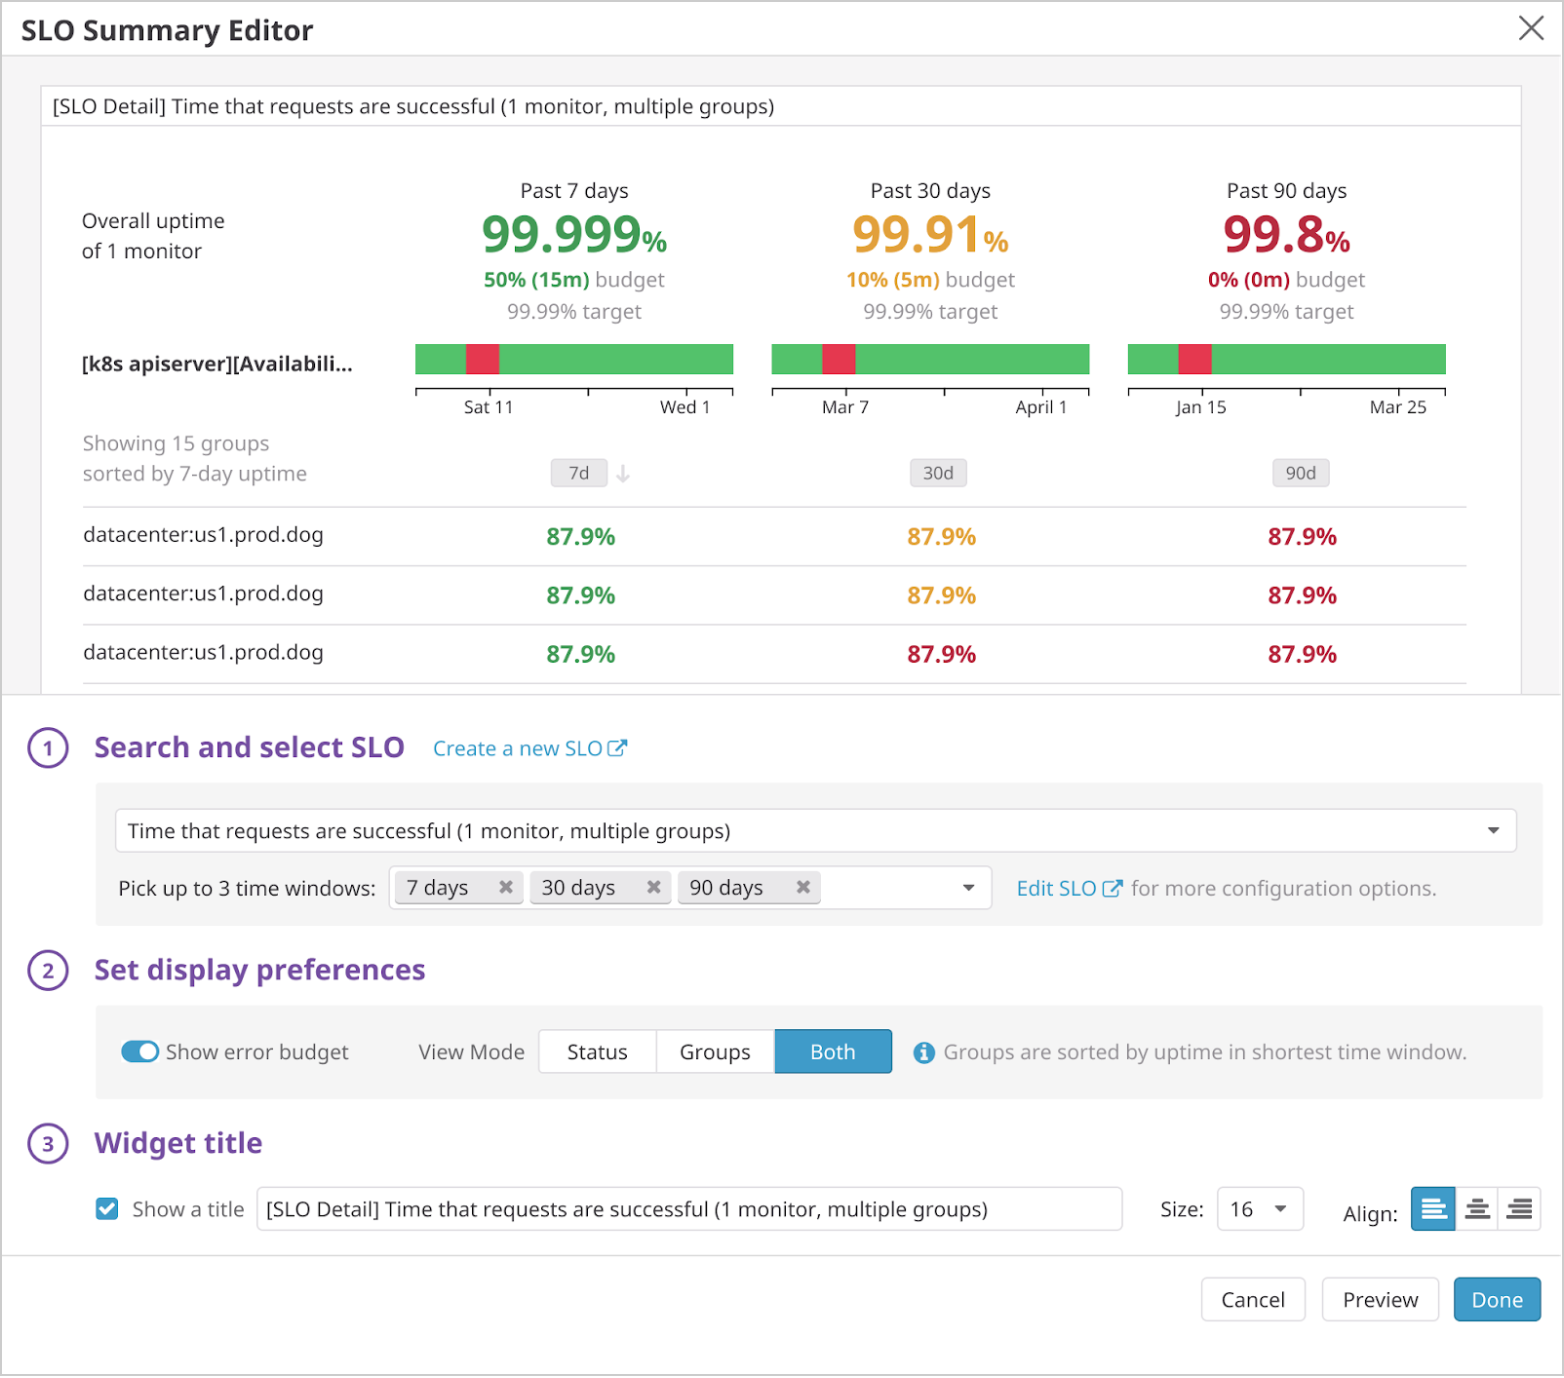 SLO Summary Editor
[SLO Detail] Time that requests are successful (1 monitor, multiple groups)
Past 7 days Past 30 days Past 90 days
Overall uptime
of 1 monitor
99.999% 99.91% 99.8%
50% (15m) budget 10% (5m) budget 0% (0m) budget
99.99% target 99.99% target 99.99% target
[k8s apiserver][Availabili...
Sat 11 Wed 1 Mar 7 April 1 Jan 15 Mar 25
Showing 15 groups
sorted by 7-day uptime
7d 30d 90d
datacenter:us1.prod.dog 87.9% 87.9% 87.9%
datacenter:us1.prod.dog 87.9% 87.9% 87.9%
datacenter:us1.prod.dog 87.9% 87.9% 87.9%
1 Search and select SLO Create a new SLO
Time that requests are successful (1 monitor, multiple groups)
Pick up to 3 time windows: 7 days 30 days 90 days Edit SLO for more configuration options.
2 Set display preferences
Show error budget View Mode Status Groups Both Groups are sorted by uptime in shortest time window.
3 Widget title
Show a title [SLO Detail] Time that requests are successful (1 monitor, multiple groups) Size: 16 Align:
Cancel Preview Done